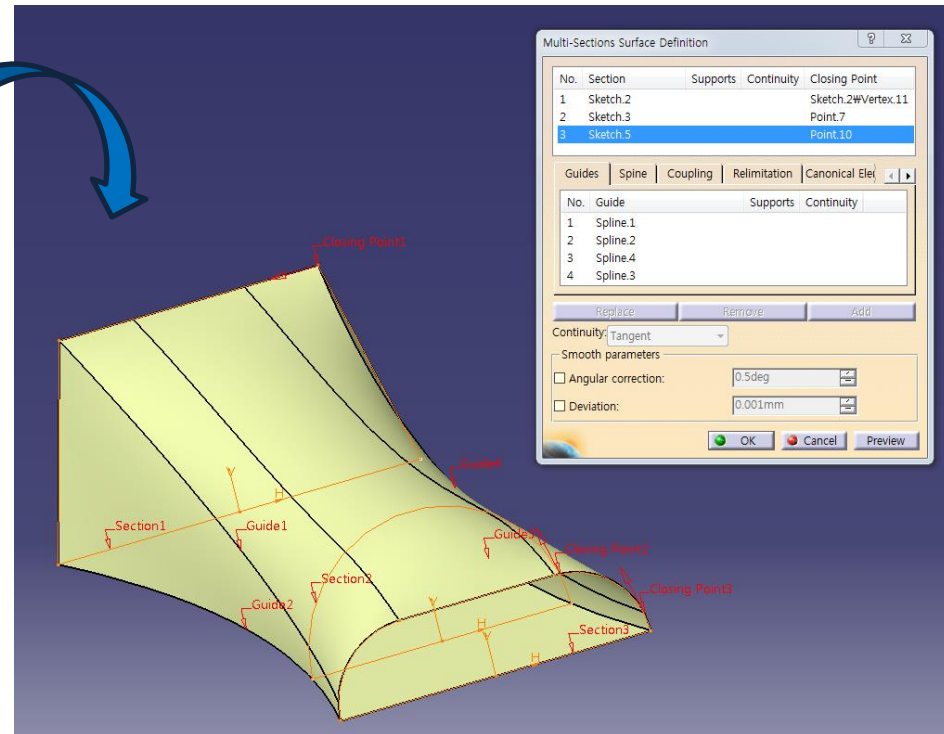 Multi-Sections Surface Definition
No. Section Supports Continuity Closing Point
1 Sketch.2 Sketch.2₩Vertex.11
2 Sketch.3 Point.7
3 Sketch.5 Point.10
Guides Spine Coupling Relimitation Canonical Ele
No. Guide Supports Continuity
1 Spline.1
2 Spline.2
3 Spline.4
4 Spline.3
Replace Remove Add
Continuity: Tangent
Smooth parameters
Angular correction: 0.5deg
Deviation: 0.001mm
OK Cancel Preview
Closing Point1
Guide4
Y
H
Section1
Guide1
Guide3
Closing Point2
Section2
Closing Point3
Guide2
Y
H
Y
Section3
H